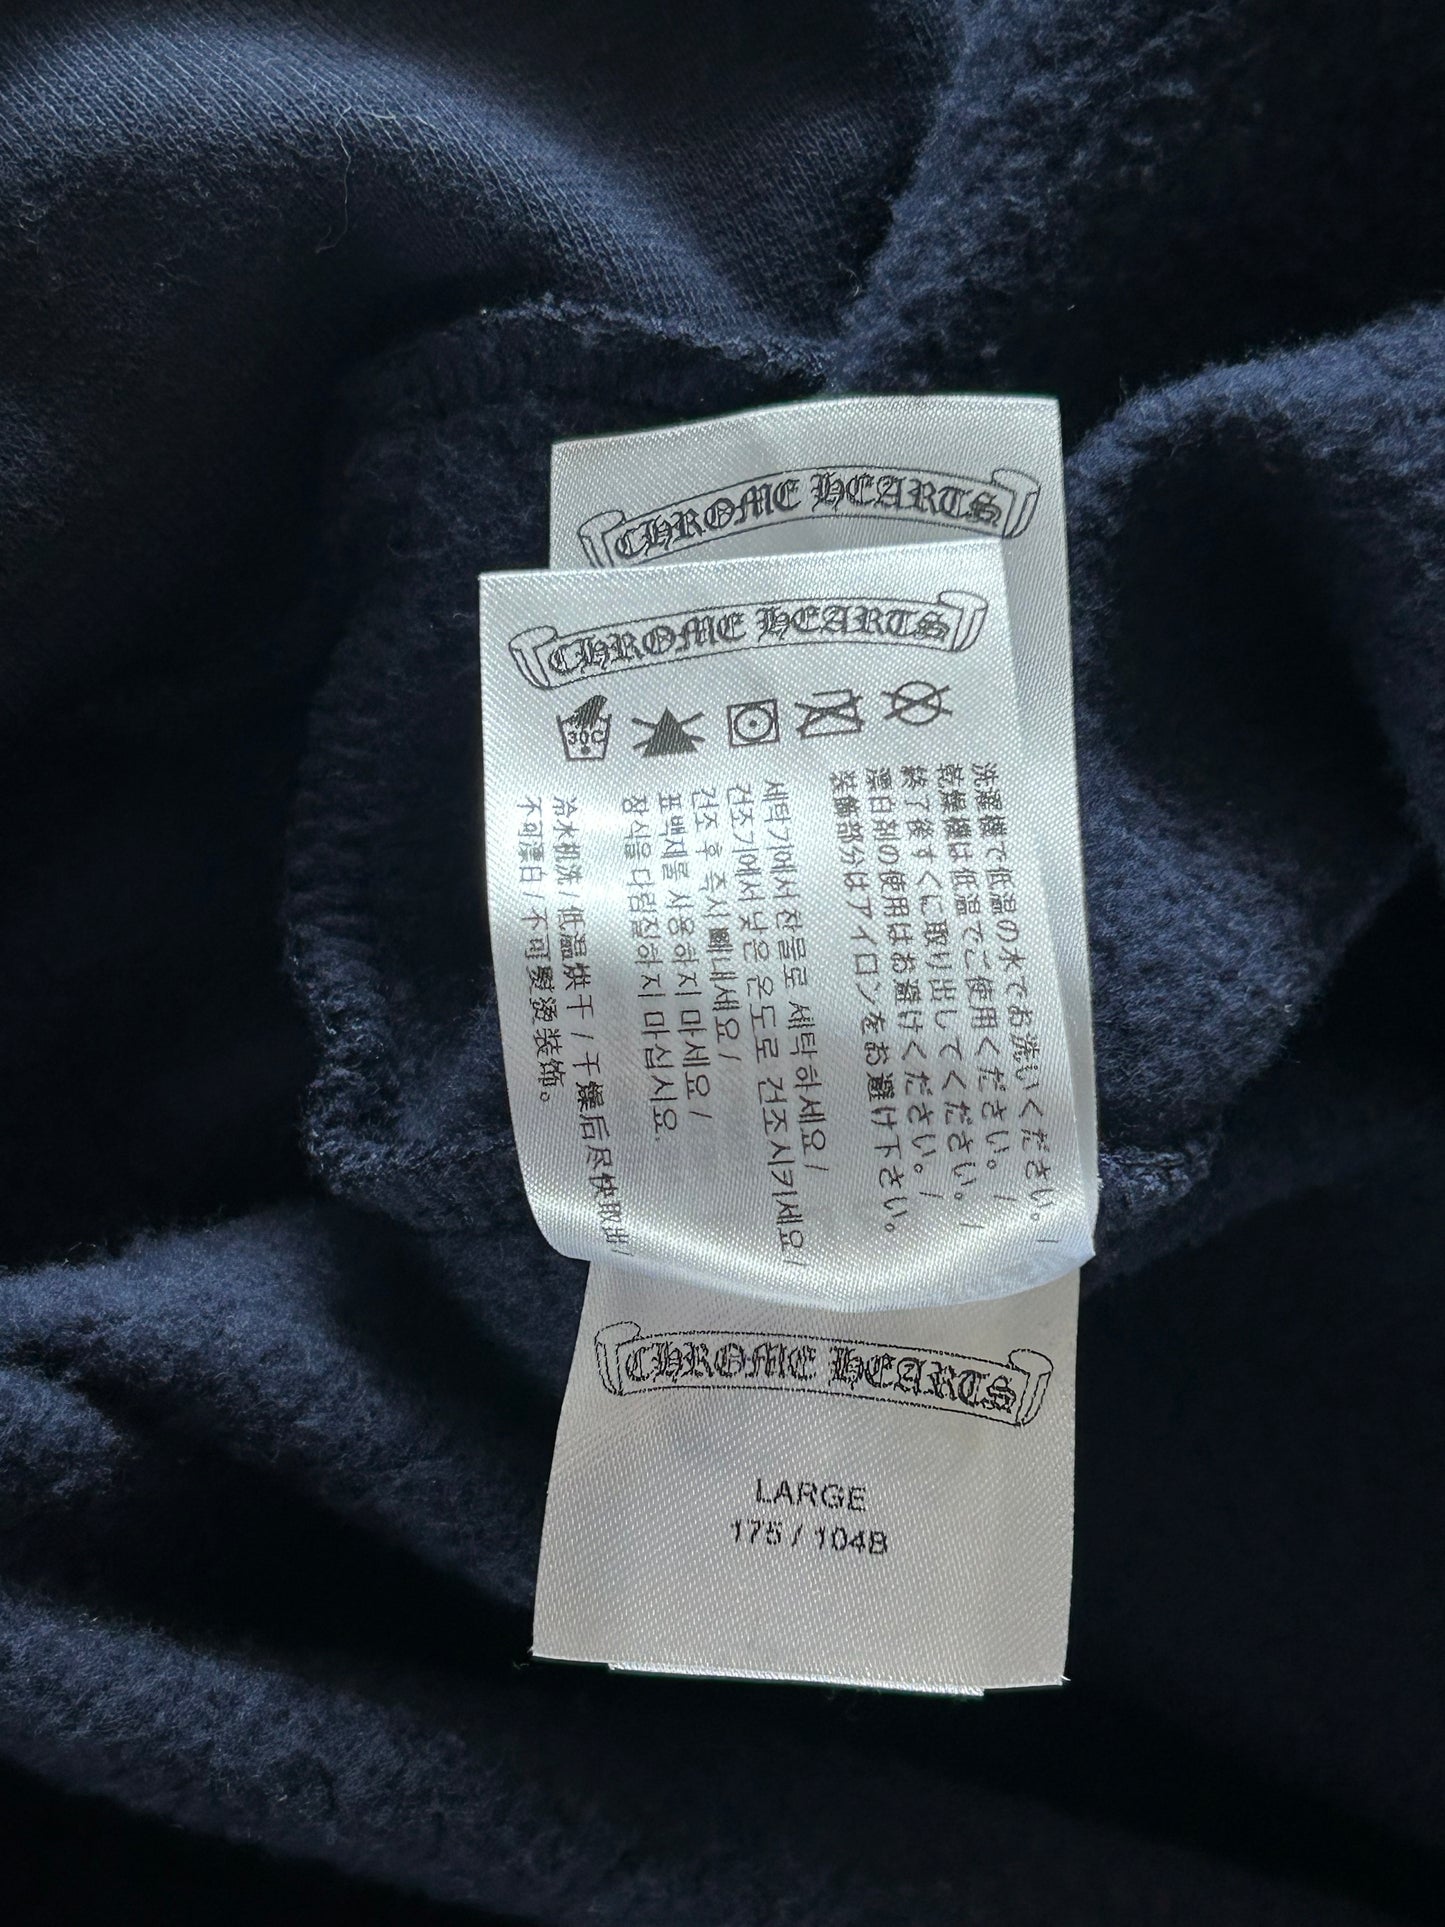 CHROME HEARTS
CHROME HEARTS
30C
洗濯機で低温の水でお洗いください。/
乾燥機は低温でご使用ください。/
終了後すぐに取り出してください。/
漂白剤の使用はお避けください。/
装飾部分はアイロンをお避け下さい。
세탁기에서 찬물로 세탁하세요/
건조기에서 낮은 온도로 건조시키세요/
건조 후 즉시 빼내세요/
표백제를 사용하지 마세요/
장식을 다림질하지 마십시오.
冷水机洗/低温烘干/干燥后尽快取出/
不可漂白/不可熨烫装饰。
CHROME HEARTS
LARGE
175 / 104B